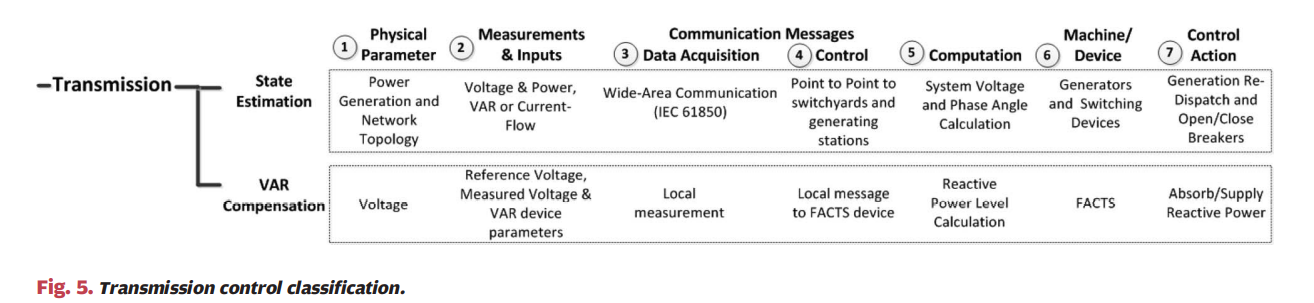 Physical
Parameter
Measurements
& Inputs
Communication Messages
Data Acquisition
Control
Computation
Machine/
Device
Control
Action
1
2
3
4
5
6
7
Transmission
State
Estimation
Power
Generation and
Network
Topology
Voltage & Power,
VAR or Current-
Flow
Wide-Area Communication
(IEC 61850)
Point to Point to
switchyards and
generating
stations
System Voltage
and Phase Angle
Calculation
Generators
and Switching
Devices
Generation Re-
Dispatch and
Open/Close
Breakers
VAR
Compensation
Voltage
Reference Voltage,
Measured Voltage &
VAR device
parameters
Local
measurement
Local message
to FACTS device
Reactive
Power Level
Calculation
FACTS
Absorb/Supply
Reactive Power
Fig. 5. Transmission control classification.